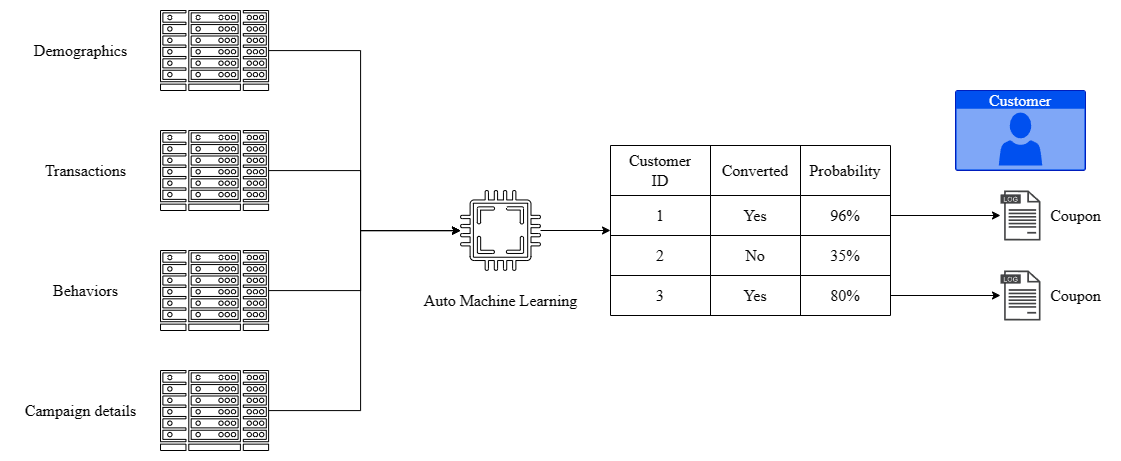 Demographics
Transactions
Behaviors
Campaign details
Auto Machine Learning
Customer
ID
Converted
Probability
1
Yes
96%
2
No
35%
3
Yes
80%
Customer
LOG
Coupon
LOG
Coupon